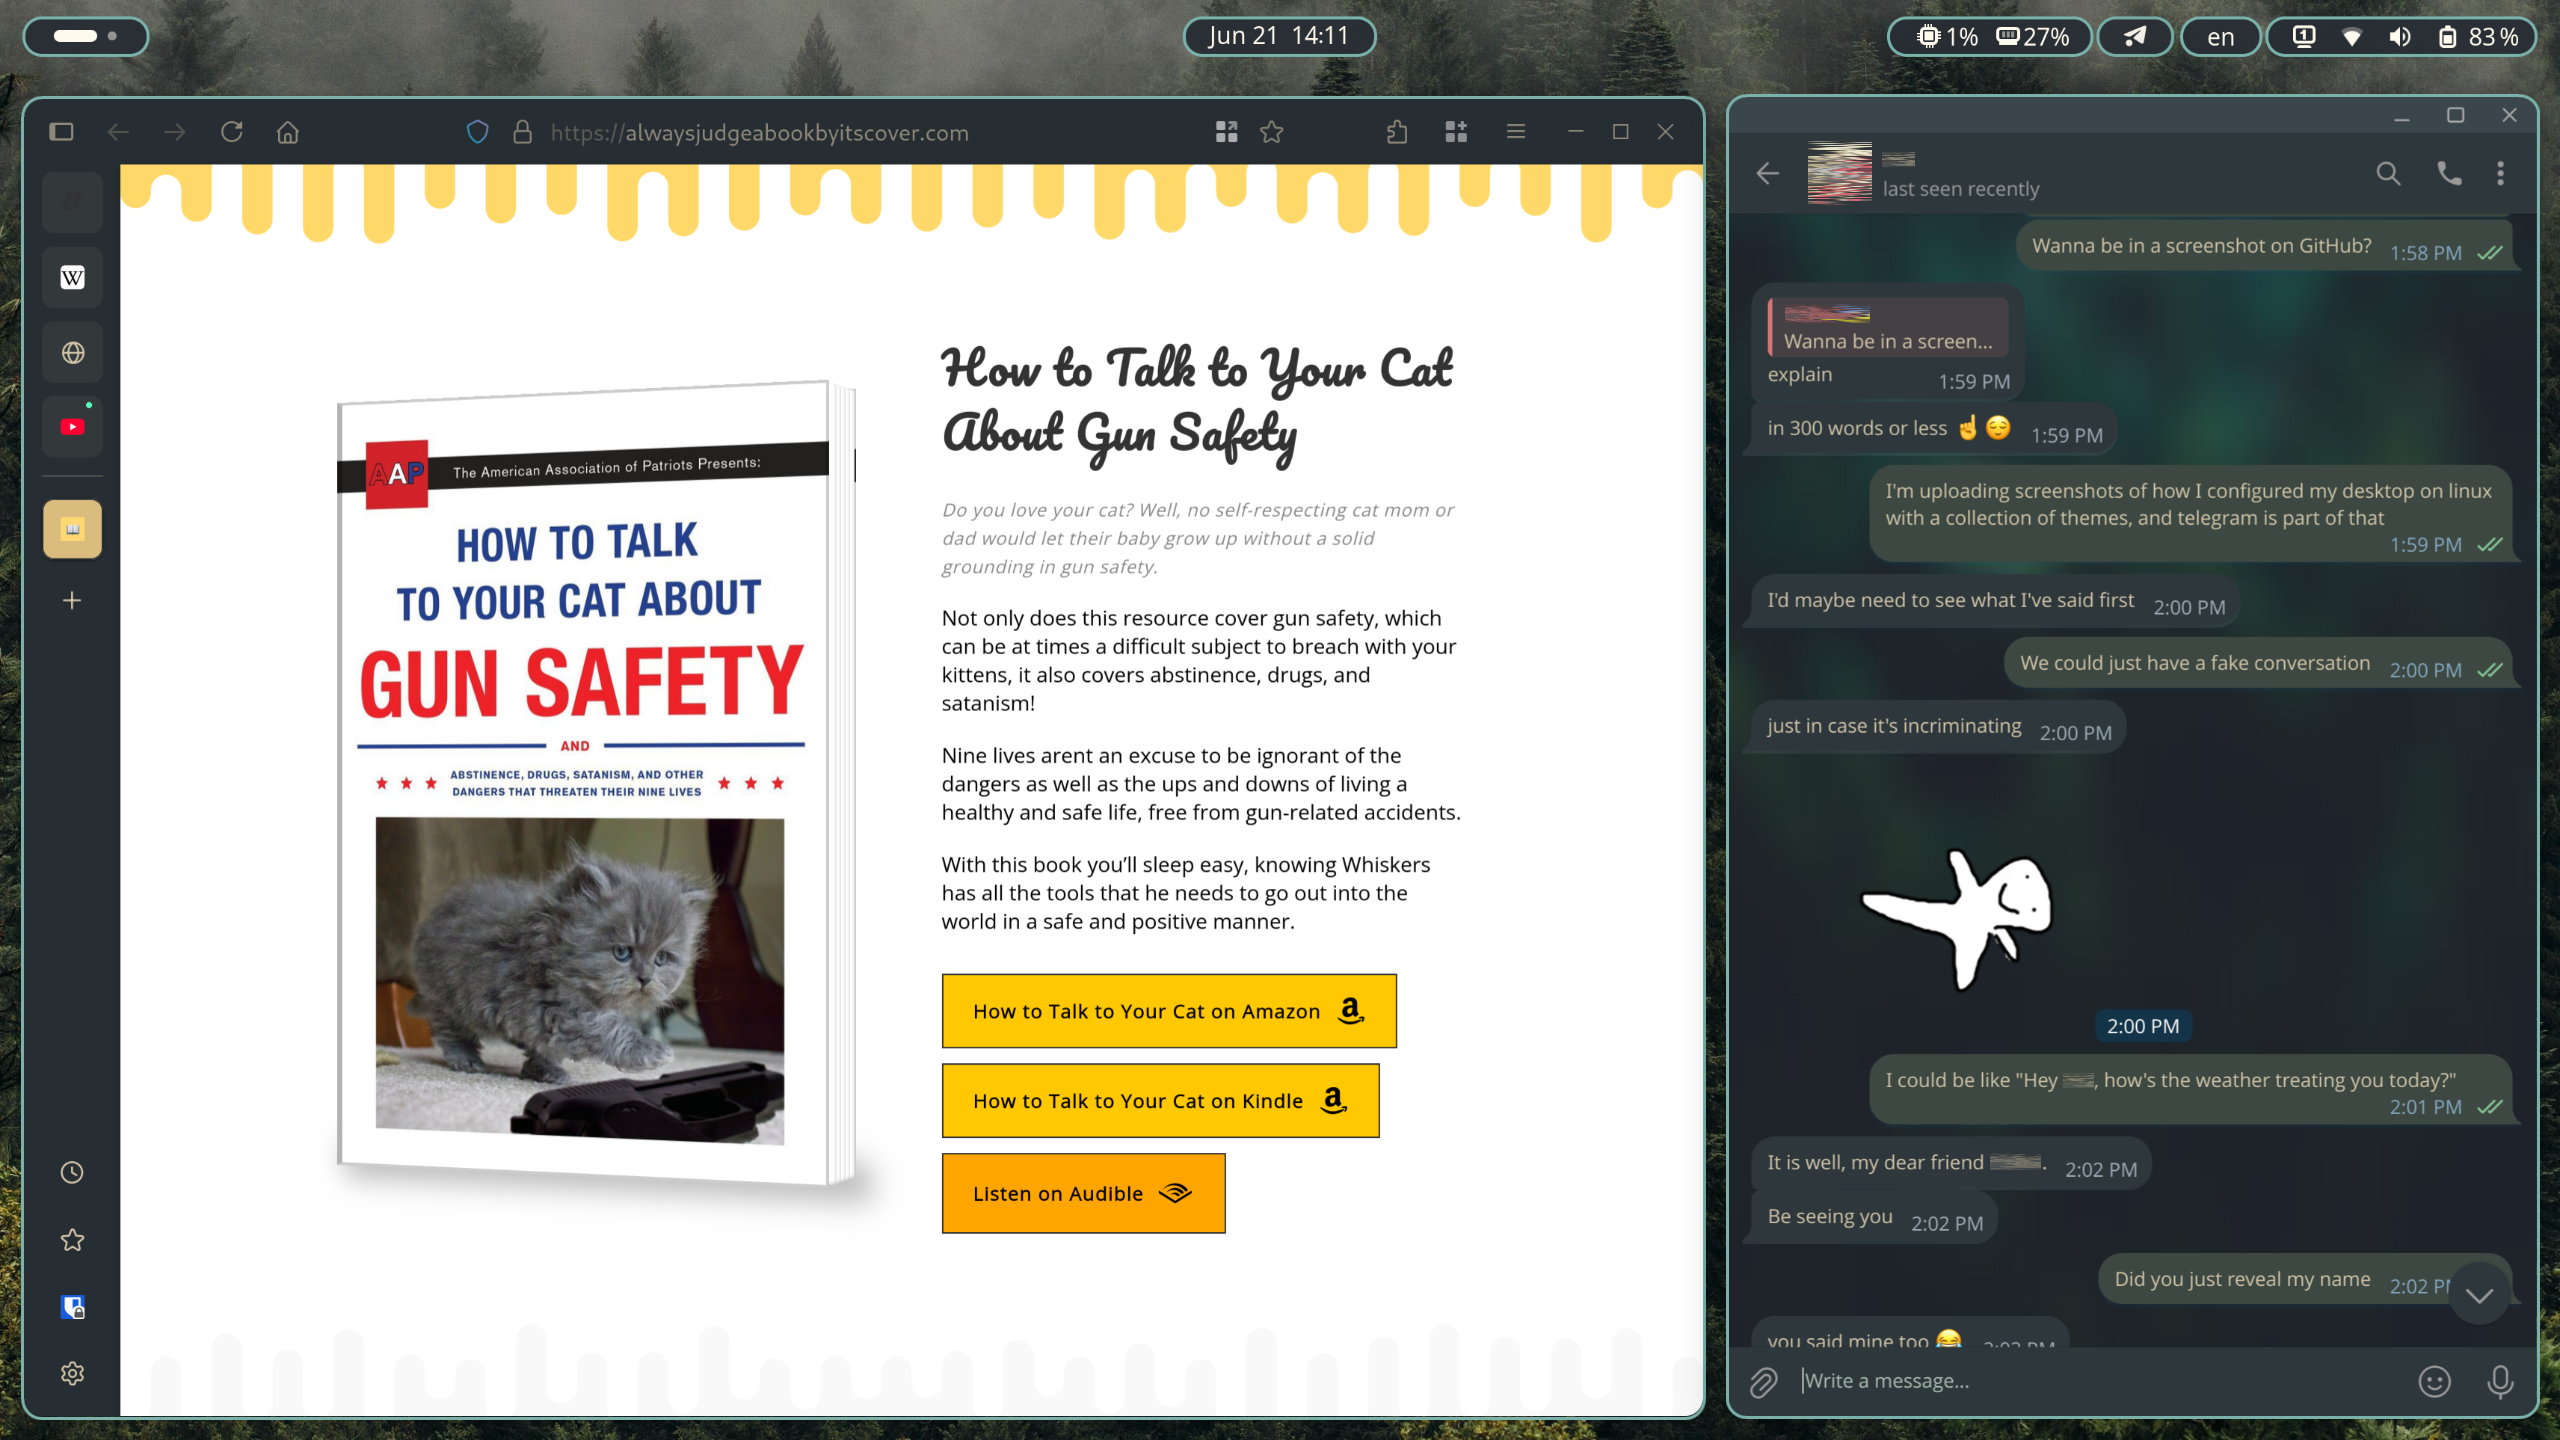 Jun 21 14:11
1%
27%
en
1
83%
https://alwaysjudgeabookbyitscover.com
W
AAP
The American Association of Patriots Presents:
HOW TO TALK
TO YOUR CAT ABOUT
GUN SAFETY
AND
ABSTINENCE, DRUGS, SATANISM, AND OTHER
DANGERS THAT THREATEN THEIR NINE LIVES
How to Talk to Your Cat
About Gun Safety
Do you love your cat? Well, no self-respecting cat mom or
dad would let their baby grow up without a solid
grounding in gun safety.
Not only does this resource cover gun safety, which
can be at times a difficult subject to breach with your
kittens, it also covers abstinence, drugs, and
satanism!
Nine lives arent an excuse to be ignorant of the
dangers as well as the ups and downs of living a
healthy and safe life, free from gun-related accidents.
With this book you’ll sleep easy, knowing Whiskers
has all the tools that he needs to go out into the
world in a safe and positive manner.
How to Talk to Your Cat on Amazon
How to Talk to Your Cat on Kindle
Listen on Audible
last seen recently
Wanna be in a screenshot on GitHub? 1:58 PM
Wanna be in a screen...
explain 1:59 PM
in 300 words or less ☝️😌 1:59 PM
I'm uploading screenshots of how I configured my desktop on linux
with a collection of themes, and telegram is part of that
1:59 PM
I'd maybe need to see what I've said first 2:00 PM
We could just have a fake conversation 2:00 PM
just in case it's incriminating 2:00 PM
2:00 PM
I could be like "Hey , how's the weather treating you today?"
2:01 PM
It is well, my dear friend . 2:02 PM
Be seeing you 2:02 PM
Did you just reveal my name 2:02 PM
you said mine too 😂
Write a message...